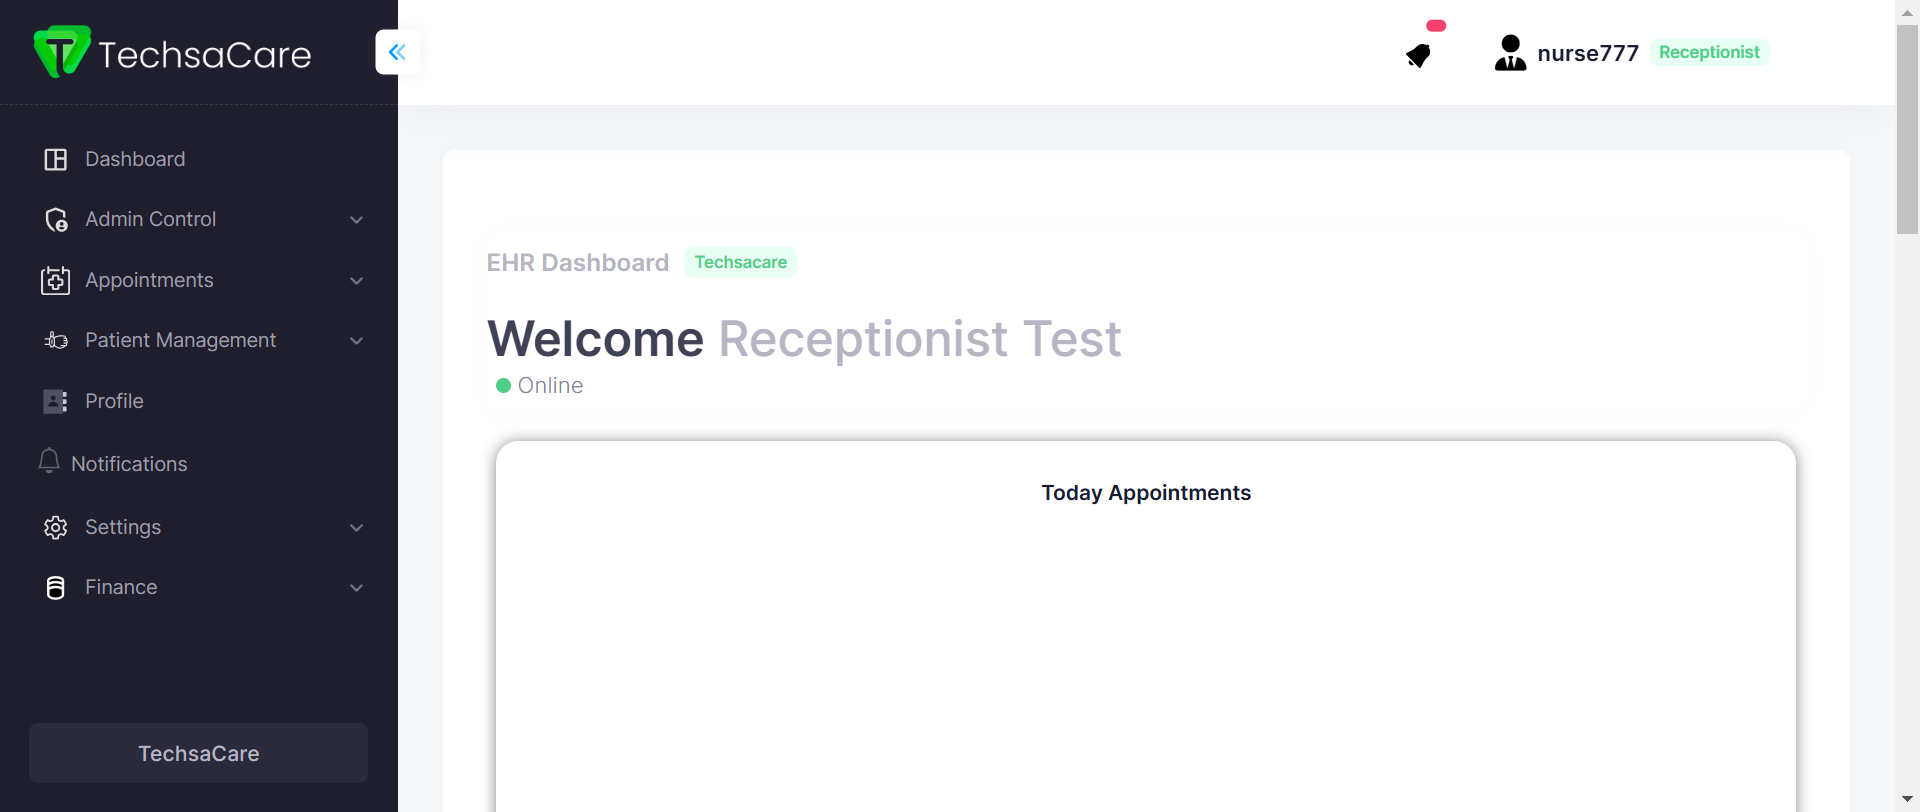 TechsaCare
nurse777 Receptionist
Dashboard
Admin Control
Appointments
Patient Management
Profile
Notifications
Settings
Finance
TechsaCare
EHR Dashboard Techsacare
Welcome Receptionist Test
Online
Today Appointments